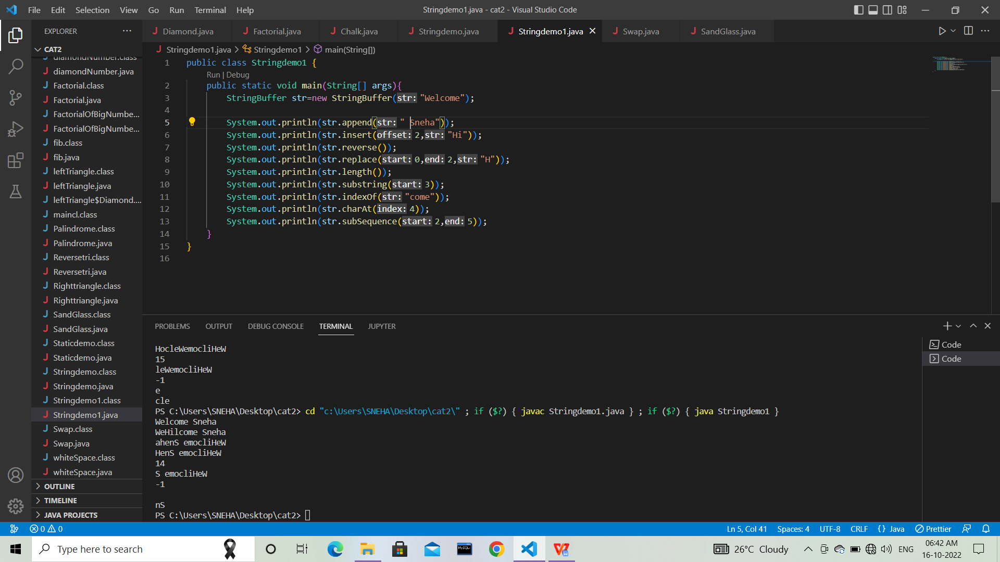 File Edit Selection View Go Run Terminal Help
Stringdemo1.java - cat2 - Visual Studio Code
EXPLORER
Diamond.java
Factorial.java
Chalk.java
Stringdemo.java
Stringdemo1.java
Swap.java
SandGlass.java
CAT2
Stringdemo1.java > Stringdemo1 > main(String[])
diamondNumber.class
diamondNumber.java
Factorial.class
Factorial.java
FactorialOfBigNumbe...
FactorialOfBigNumbe...
fib.class
fib.java
leftTriangle.class
leftTriangle.java
leftTriangle$Diamond....
maincl.class
Palindrome.class
Palindrome.java
Reversetri.class
Reversetri.java
Righttriangle.class
Righttriangle.java
SandGlass.class
SandGlass.java
Staticdemo.class
Staticdemo.java
Stringdemo.class
Stringdemo.java
Stringdemo1.class
Stringdemo1.java
Swap.class
Swap.java
whiteSpace.class
whiteSpace.java
OUTLINE
TIMELINE
JAVA PROJECTS
1 public class Stringdemo1 {
Run | Debug
2 public static void main(String[] args){
3 StringBuffer str=new StringBuffer(str: "Welcome");
4
5 System.out.println(str.append(str: " Sneha"));
6 System.out.println(str.insert(offset: 2,str: "Hi"));
7 System.out.println(str.reverse());
8 System.out.println(str.replace(start: 0,end: 2,str: "H"));
9 System.out.println(str.length());
10 System.out.println(str.substring(start: 3));
11 System.out.println(str.indexOf(str: "come"));
12 System.out.println(str.charAt(index: 4));
13 System.out.println(str.subSequence(start: 2,end: 5));
14 }
15 }
16
PROBLEMS OUTPUT DEBUG CONSOLE TERMINAL JUPYTER
HocleWemocliHeW
15
leWemocliHeW
-1
e
cle
PS C:\Users\SNEHA\Desktop\cat2> cd "c:\Users\SNEHA\Desktop\cat2\" ; if ($?) { javac Stringdemo1.java } ; if ($?) { java Stringdemo1 }
Welcome Sneha
WeHilcome Sneha
ahenS emocliHeW
HenS emocliHeW
14
S emocliHeW
-1
nS
PS C:\Users\SNEHA\Desktop\cat2>
Code
Code
0 0
Ln 5, Col 41 Spaces: 4 UTF-8 CRLF {} Java Prettier
Type here to search
MySQL
26°C Cloudy
ENG
06:42 AM
16-10-2022